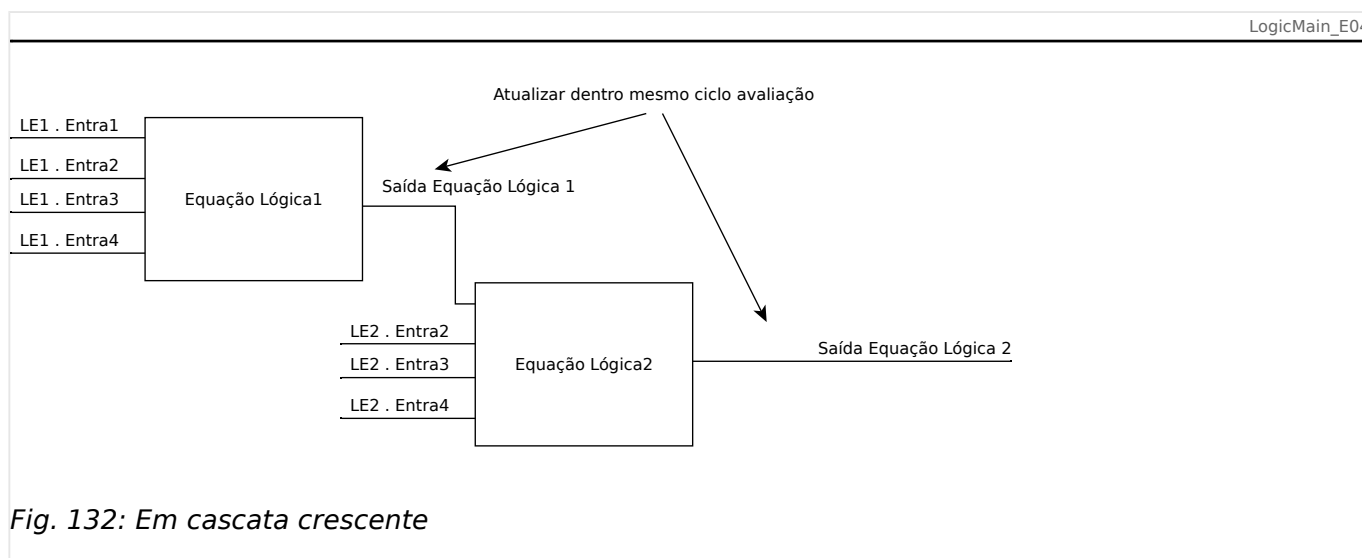 LogicMain_E04
Atualizar dentro mesmo ciclo avaliação
LE1 . Entra1
LE1 . Entra2
LE1 . Entra3
LE1 . Entra4
Equação Lógica1
Saída Equação Lógica 1
LE2 . Entra2
LE2 . Entra3
LE2 . Entra4
Equação Lógica2
Saída Equação Lógica 2
Fig. 132: Em cascata crescente